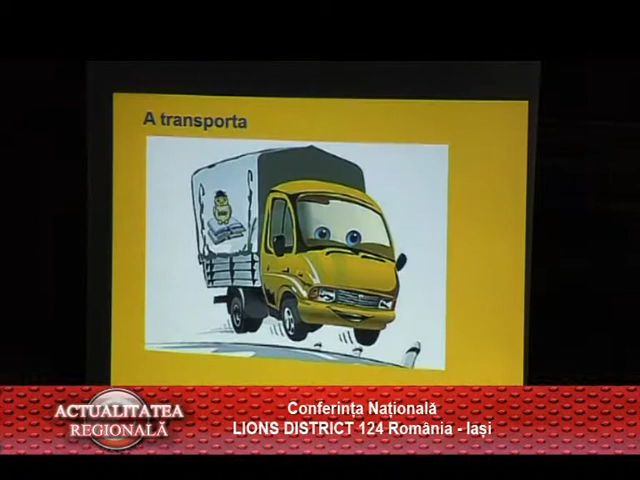 A transporta
ACTUALITATEA
REGIONALĂ
Conferința Națională
LIONS DISTRICT 124 România - Iași